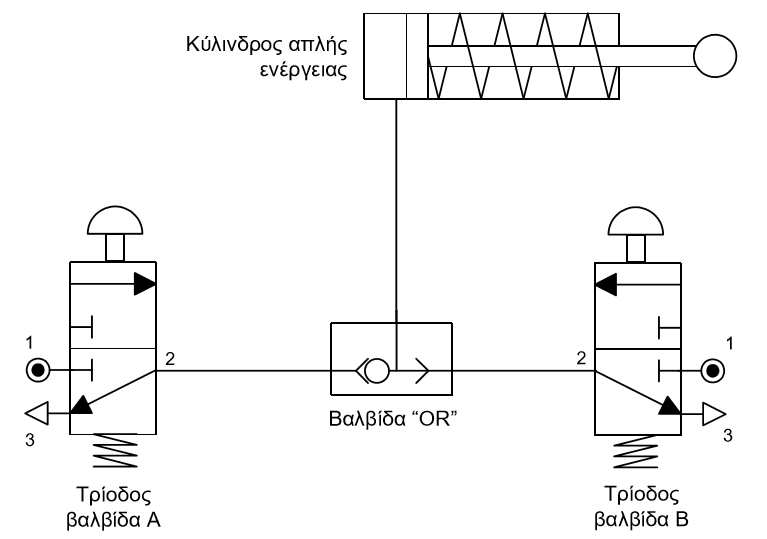 Κύλινδρος απλής
ενέργειας
1
2
3
Βαλβίδα “OR”
2
1
3
Τρίοδος
βαλβίδα Α
Τρίοδος
βαλβίδα Β